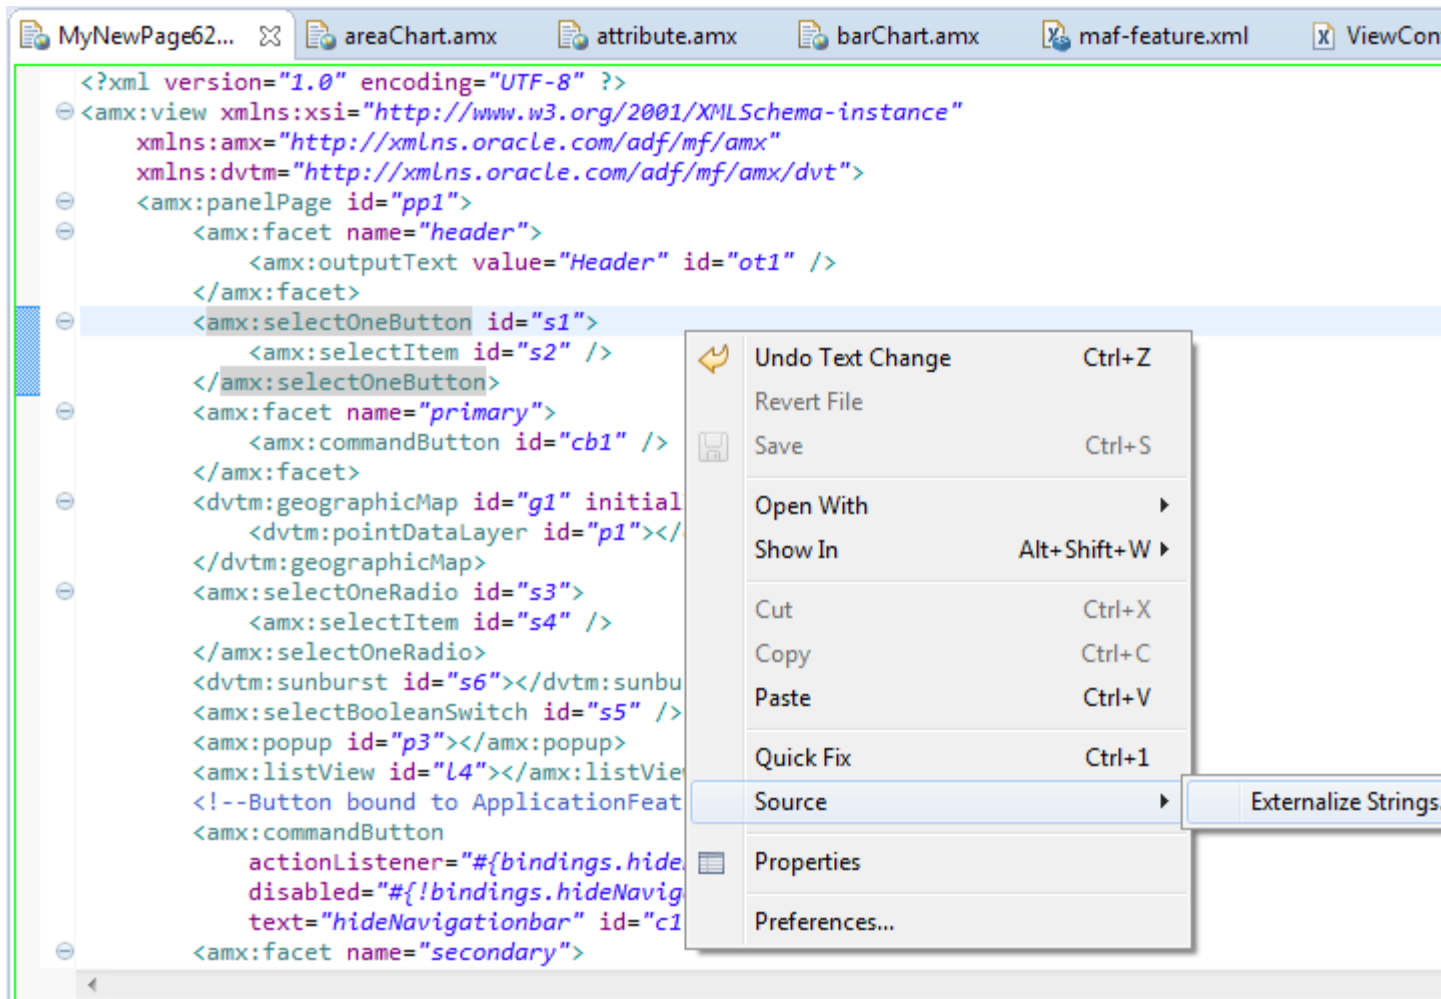 MyNewPage62... areaChart.amx attribute.amx barChart.amx maf-feature.xml ViewCon
<?xml version="1.0" encoding="UTF-8" ?>
<amx:view xmlns:xsi="http://www.w3.org/2001/XMLSchema-instance"
xmlns:amx="http://xmlns.oracle.com/adf/mf/amx"
xmlns:dvtm="http://xmlns.oracle.com/adf/mf/amx/dvt">
<amx:panelPage id="pp1">
<amx:facet name="header">
<amx:outputText value="Header" id="ot1" />
</amx:facet>
<amx:selectOneButton id="s1">
<amx:selectItem id="s2" />
</amx:selectOneButton>
<amx:facet name="primary">
<amx:commandButton id="cb1" />
</amx:facet>
<dvtm:geographicMap id="g1" initial
<dvtm:pointDataLayer id="p1"></
</dvtm:geographicMap>
<amx:selectOneRadio id="s3">
<amx:selectItem id="s4" />
</amx:selectOneRadio>
<dvtm:sunburst id="s6"></dvtm:sunbu
<amx:selectBooleanSwitch id="s5" />
<amx:popup id="p3"></amx:popup>
<amx:listView id="l4"></amx:listVie
<!--Button bound to ApplicationFeat
<amx:commandButton
actionListener="#{bindings.hide
disabled="#{!bindings.hideNavig
text="hideNavigationbar" id="c1
<amx:facet name="secondary">
Undo Text Change Ctrl+Z
Revert File
Save Ctrl+S
Open With
Show In Alt+Shift+W
Cut Ctrl+X
Copy Ctrl+C
Paste Ctrl+V
Quick Fix Ctrl+1
Source
Properties
Preferences...
Externalize Strings.